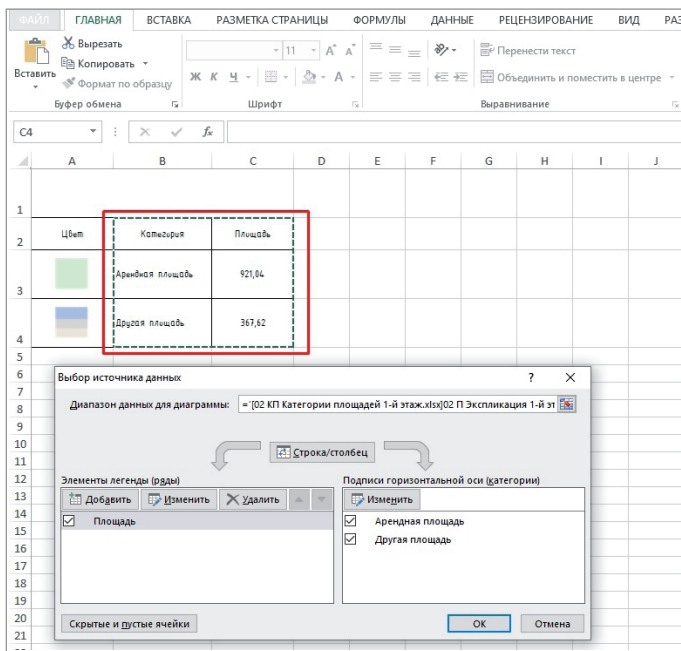 ФАЙЛ ГЛАВНАЯ ВСТАВКА РАЗМЕТКА СТРАНИЦЫ ФОРМУЛЫ ДАННЫЕ РЕЦЕНЗИРОВАНИЕ ВИД РАЗ
Вставить
Вырезать
Копировать
Формат по образцу
Буфер обмена
11 A A
Ж К Ч А
Шрифт
Перенести текст
Объединить и поместить в центре
Выравнивание
C4 fx
A B C D E F G H I J
1
2 Цвет Категория Площадь
3 Арендная площадь 921,04
4 Другая площадь 367,62
5
6
7
8
9
10
11
12
13
14
15
16
17
18
19
20
21
Выбор источника данных ? ×
Диапазон данных для диаграммы: ='[02 КП Категории площадей 1-й этаж.xlsx]02 П Экспликация 1-й эт
Строка/столбец
Элементы легенды (ряды)
Добавить Изменить Удалить
Площадь
Подписи горизонтальной оси (категории)
Изменить
Арендная площадь
Другая площадь
Скрытые и пустые ячейки ОК Отмена